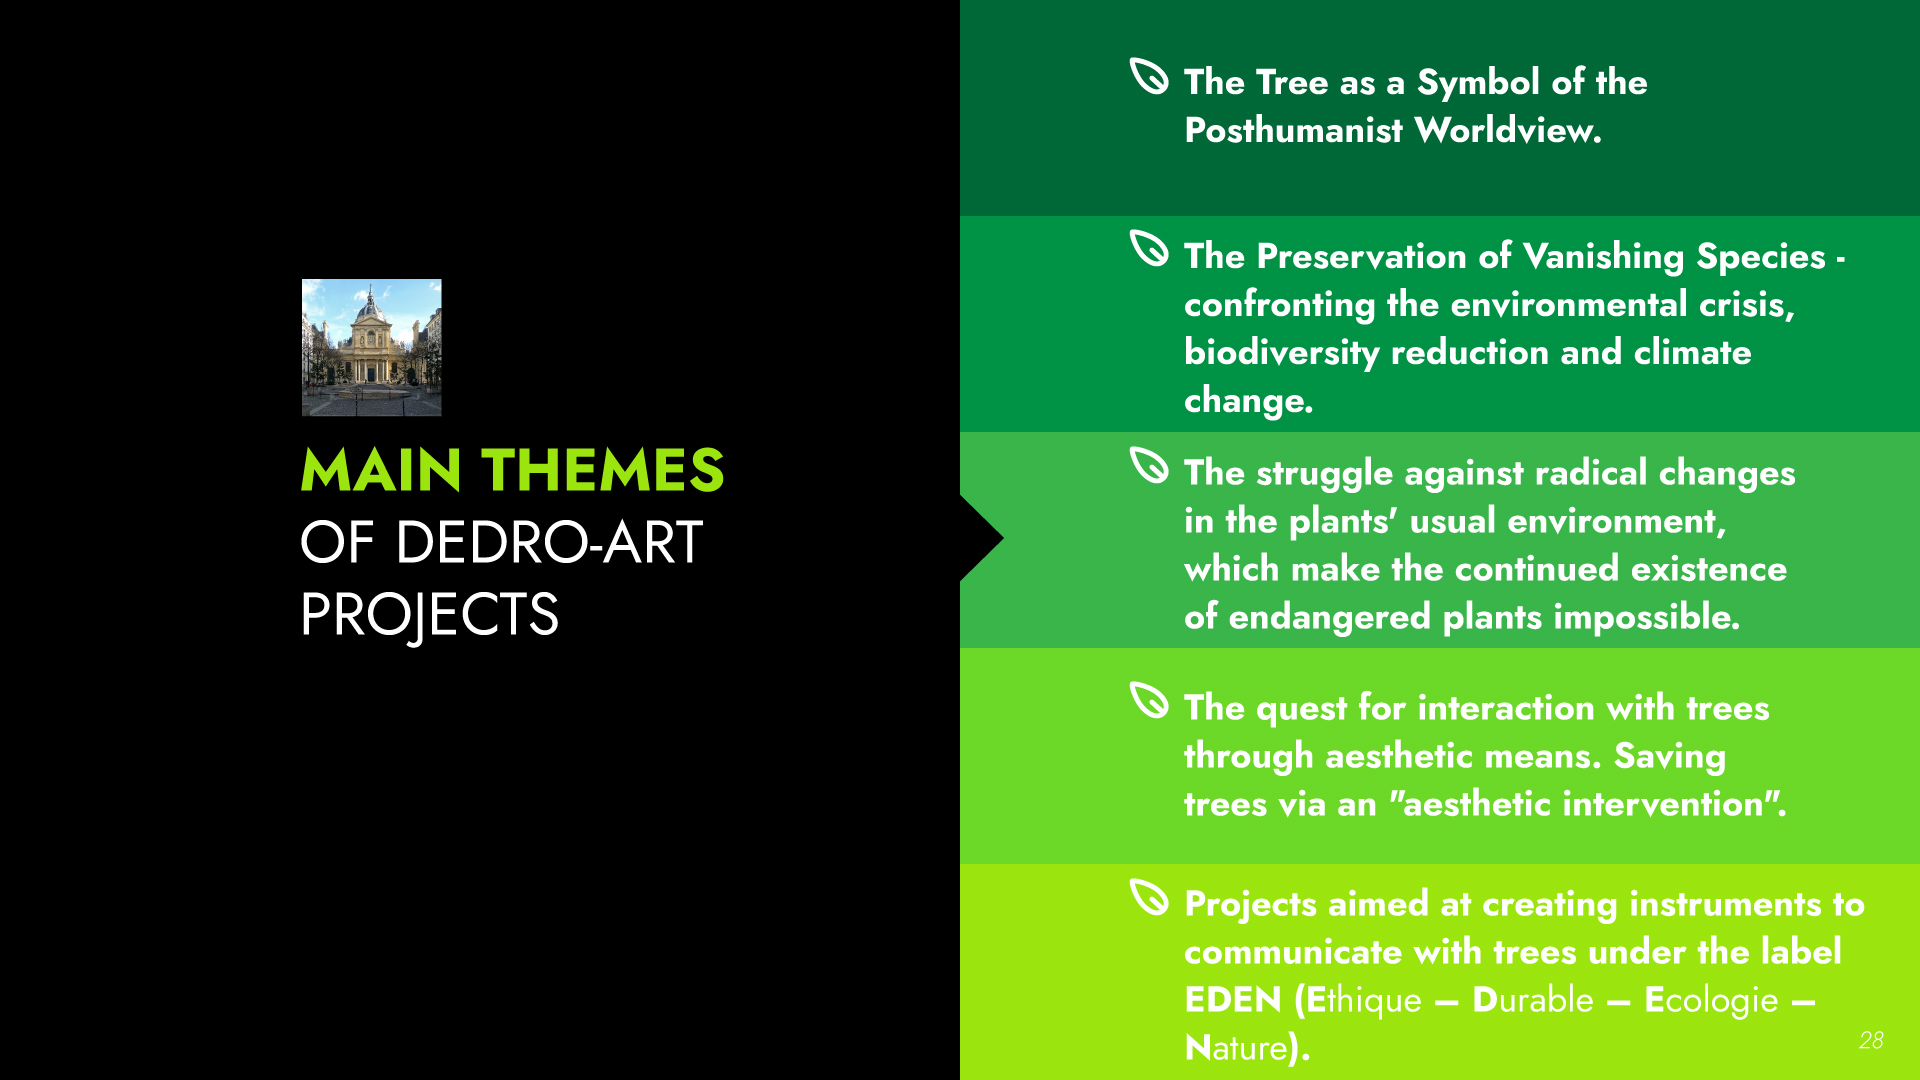 MAIN THEMES
OF DEDRO-ART
PROJECTS
The Tree as a Symbol of the
Posthumanist Worldview.
The Preservation of Vanishing Species -
confronting the environmental crisis,
biodiversity reduction and climate
change.
The struggle against radical changes
in the plants' usual environment,
which make the continued existence
of endangered plants impossible.
The quest for interaction with trees
through aesthetic means. Saving
trees via an "aesthetic intervention".
Projects aimed at creating instruments to
communicate with trees under the label
EDEN (Ethique – Durable – Ecologie –
Nature).
28